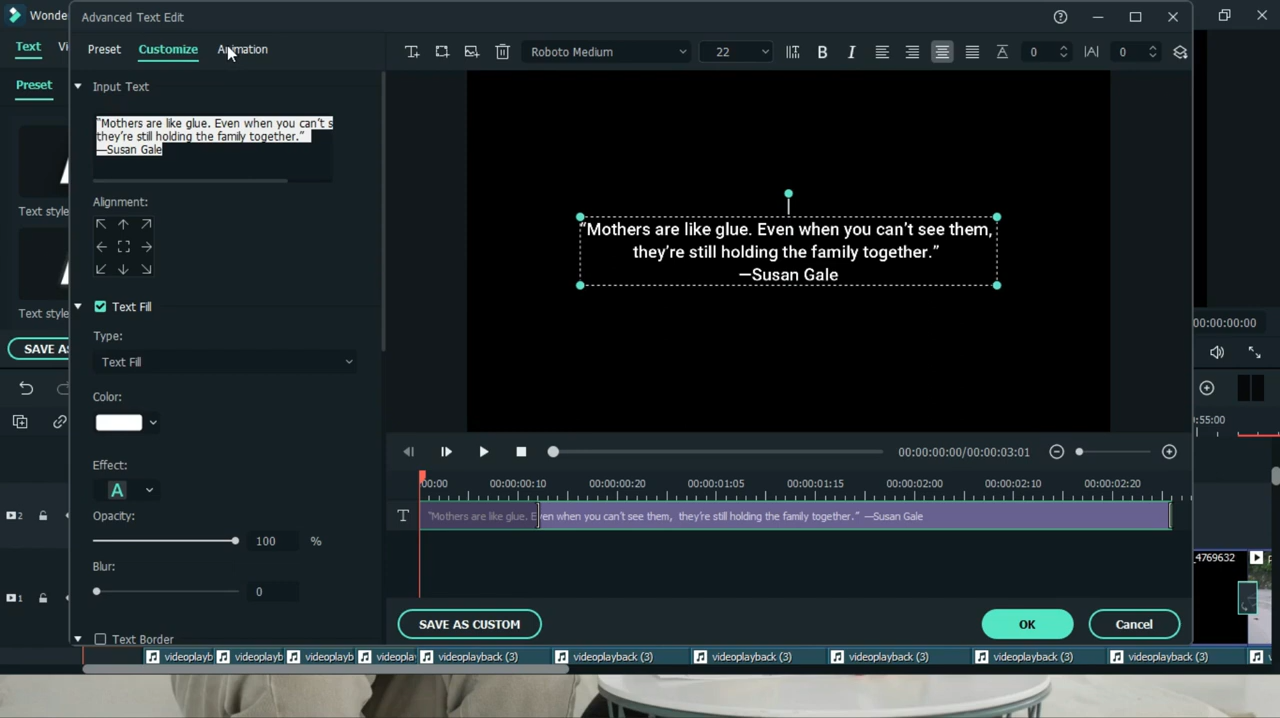 Wonde
Advanced Text Edit
Text
Preset
Customize
Animation
Roboto Medium
22
B
I
0
0
Preset
Input Text
“Mothers are like glue. Even when you can’t s
they’re still holding the family together.”
—Susan Gale
Alignment:
Text style
Text style
“Mothers are like glue. Even when you can’t see them,
they’re still holding the family together.”
—Susan Gale
Text Fill
Type:
Text Fill
Color:
Effect:
A
Opacity:
100 %
Blur:
0
Text Border
SAVE AS
00:00:00:00
00:00:00:00/00:00:03:01
:55:00
00:00 00:00:00:10 00:00:00:20 00:00:01:05 00:00:01:15 00:00:02:00 00:00:02:10 00:00:02:20
T “Mothers are like glue. Even when you can’t see them, they’re still holding the family together.” —Susan Gale
2
1
_4769632
SAVE AS CUSTOM
OK
Cancel
videoplayb videoplayb videoplayb videopla videoplayback (3) videoplayback (3) videoplayback (3) videoplayback (3) videoplayback (3) videoplayback (3)